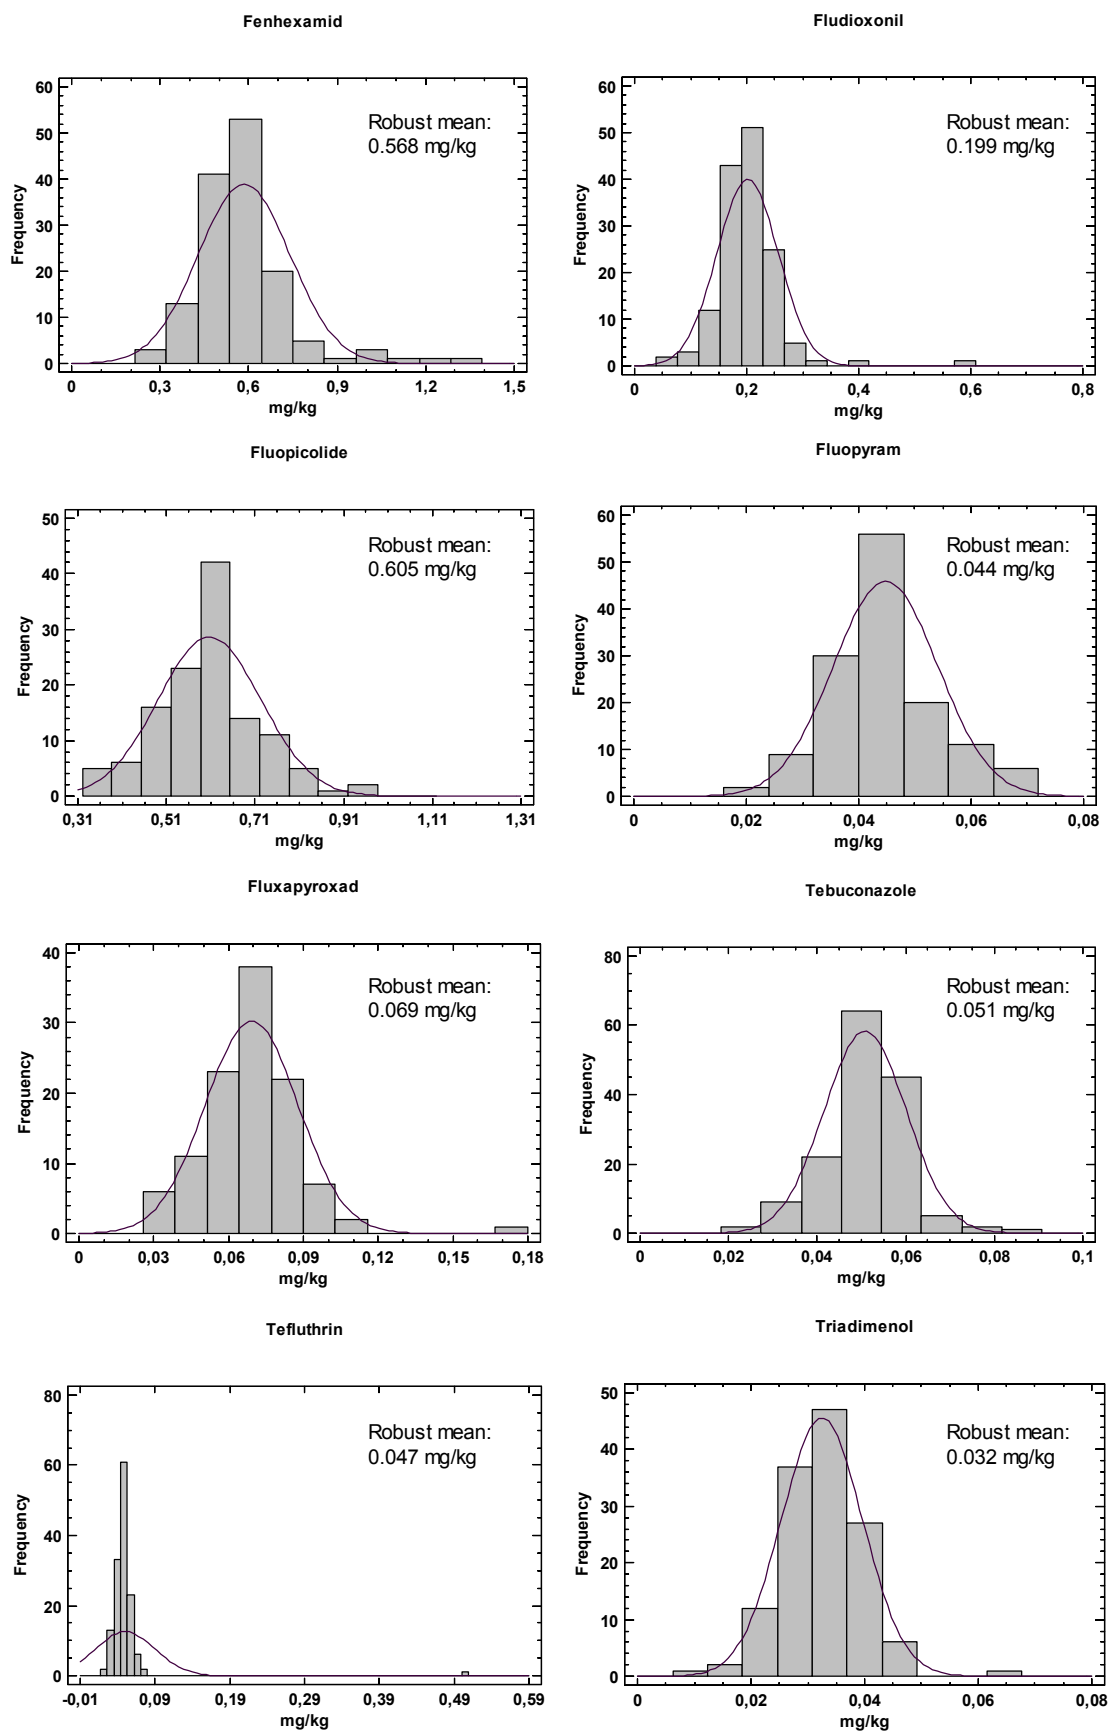 Fenhexamid
Robust mean:
0.568 mg/kg
Frequency
60
50
40
30
20
10
0
0 0,3 0,6 0,9 1,2 1,5
mg/kg
Fludioxonil
Robust mean:
0.199 mg/kg
Frequency
60
50
40
30
20
10
0
0 0,2 0,4 0,6 0,8
mg/kg
Fluopicolide
Robust mean:
0.605 mg/kg
Frequency
50
40
30
20
10
0
0,31 0,51 0,71 0,91 1,11 1,31
mg/kg
Fluopyram
Robust mean:
0.044 mg/kg
Frequency
60
50
40
30
20
10
0
0 0,02 0,04 0,06 0,08
mg/kg
Fluxapyroxad
Robust mean:
0.069 mg/kg
Frequency
40
30
20
10
0
0 0,03 0,06 0,09 0,12 0,15 0,18
mg/kg
Tebuconazole
Robust mean:
0.051 mg/kg
Frequency
80
60
40
20
0
0 0,02 0,04 0,06 0,08 0,1
mg/kg
Tefluthrin
Robust mean:
0.047 mg/kg
Frequency
80
60
40
20
0
-0,01 0,09 0,19 0,29 0,39 0,49 0,59
mg/kg
Triadimenol
Robust mean:
0.032 mg/kg
Frequency
50
40
30
20
10
0
0 0,02 0,04 0,06 0,08
mg/kg